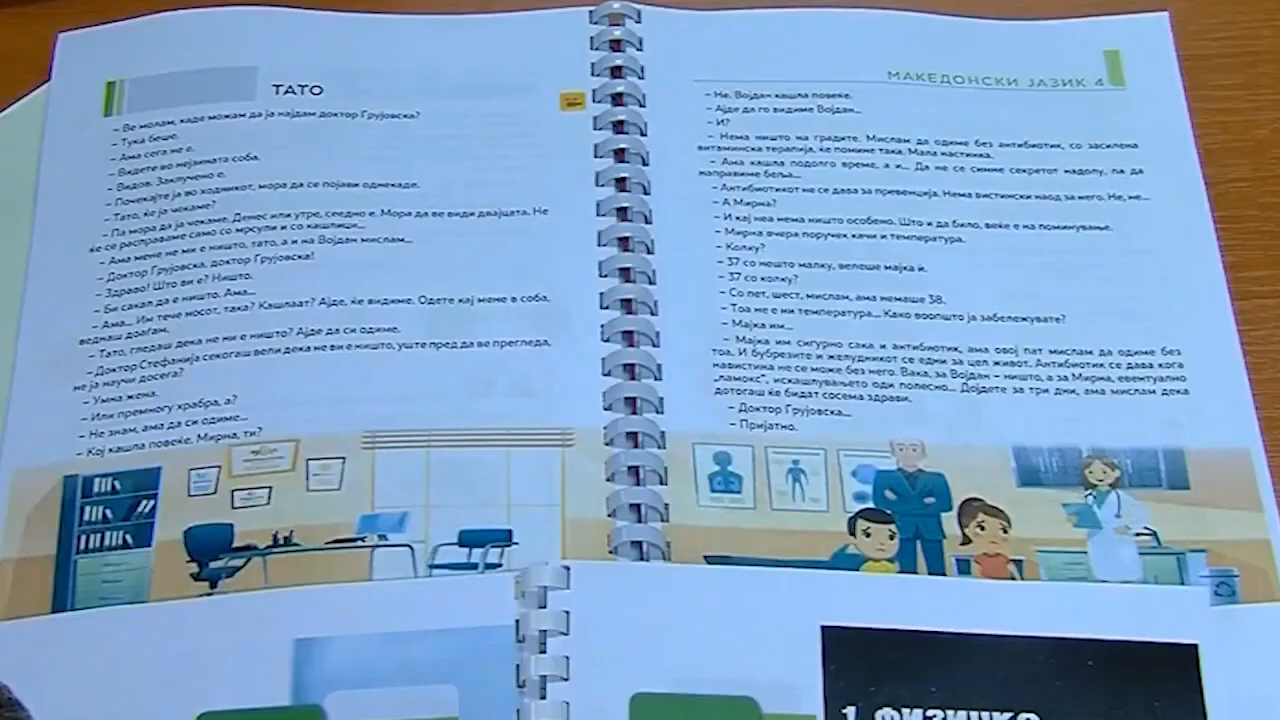 ТАТО
– Ве молам, каде можам да ја најдам доктор Грујовска?
– Тука беше.
– Ама сега не е.
– Видете во нејзината соба.
– Видов. Заклучено е.
– Почекајте ја во ходникот, мора да се појави однекаде.
– Тато, ќе ја чекаме?
– Па мора да ја чекаме. Денес или утре, сеедно е. Мора да ве види двајцата. Не
ќе се расправаме само со мрсули и со кашлици...
– Ама мене не ми е ништо, тато, а и на Војдан мислам...
– Доктор Грујовска, доктор Грујовска!
– Здраво! Што ви е? Ништо.
– Би сакал да е ништо. Ама...
– Ама... Им тече носот, така? Кашлаат? Ајде, ќе видиме. Одете кај мене в соба,
веднаш доаѓам.
– Тато, гледаш дека не ни е ништо? Ајде да си одиме.
– Доктор Стефанија секогаш вели дека не ви е ништо, уште пред да ве прегледа,
не ја научи досега?
– Умна жена.
– Или премногу храбра, а?
– Не знам, ама да си одиме...
– Кој кашла повеќе, Мирна, ти?
МАКЕДОНСКИ ЈАЗИК 4
– Не. Војдан кашла повеќе.
– Ајде да го видиме Војдан...
– И?
– Нема ништо на градите. Мислам да одиме без антибиотик, со засилена
витаминска терапија, ќе помине така. Мала настинка.
– Ама кашла подолго време, а и... Да не се симне секретот надолу, па да
направиме беља...
– Антибиотикот не се дава за превенција. Нема вистински наод за него. Не, не...
– А Мирна?
– И кај неа нема ништо особено. Што и да било, веќе е на поминување.
– Мирна вчера поручек качи и температура.
– Колку?
– 37 со нешто малку, велеше мајка ѝ.
– 37 со колку?
– Со пет, шест, мислам, ама немаше 38.
– Тоа не е ни температура... Како воопшто ја забележувате?
– Мајка им...
– Мајка им сигурно сака и антибиотик, ама овој пат мислам да одиме без
тоа. И бубрезите и желудникот се едни за цел живот. Антибиотик се дава кога
навистина не се може без него. Вака, за Војдан – ништо, а за Мирна, евентуално
„ламокс“, искашлувањето оди полесно... Дојдете за три дни, ама мислам дека
дотогаш ќе бидат сосема здрави.
– Доктор Грујовска...
– Пријатно.
1. ФИЗИЧКО